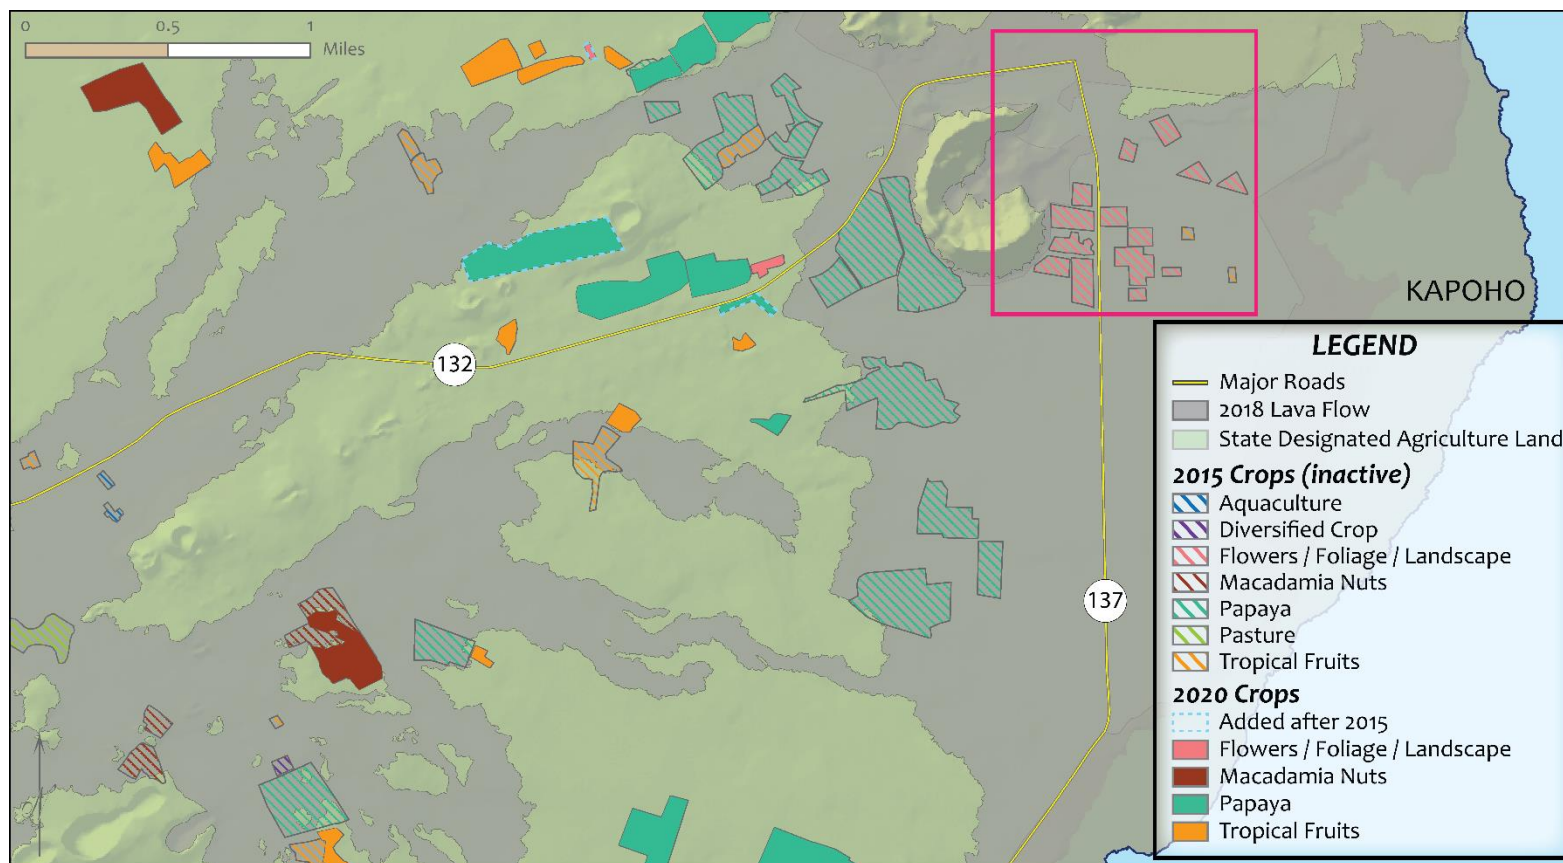 0 0.5 1
Miles
KAPOHO
132
137
LEGEND
Major Roads
2018 Lava Flow
State Designated Agriculture Land
2015 Crops (inactive)
Aquaculture
Diversified Crop
Flowers / Foliage / Landscape
Macadamia Nuts
Papaya
Pasture
Tropical Fruits
2020 Crops
Added after 2015
Flowers / Foliage / Landscape
Macadamia Nuts
Papaya
Tropical Fruits